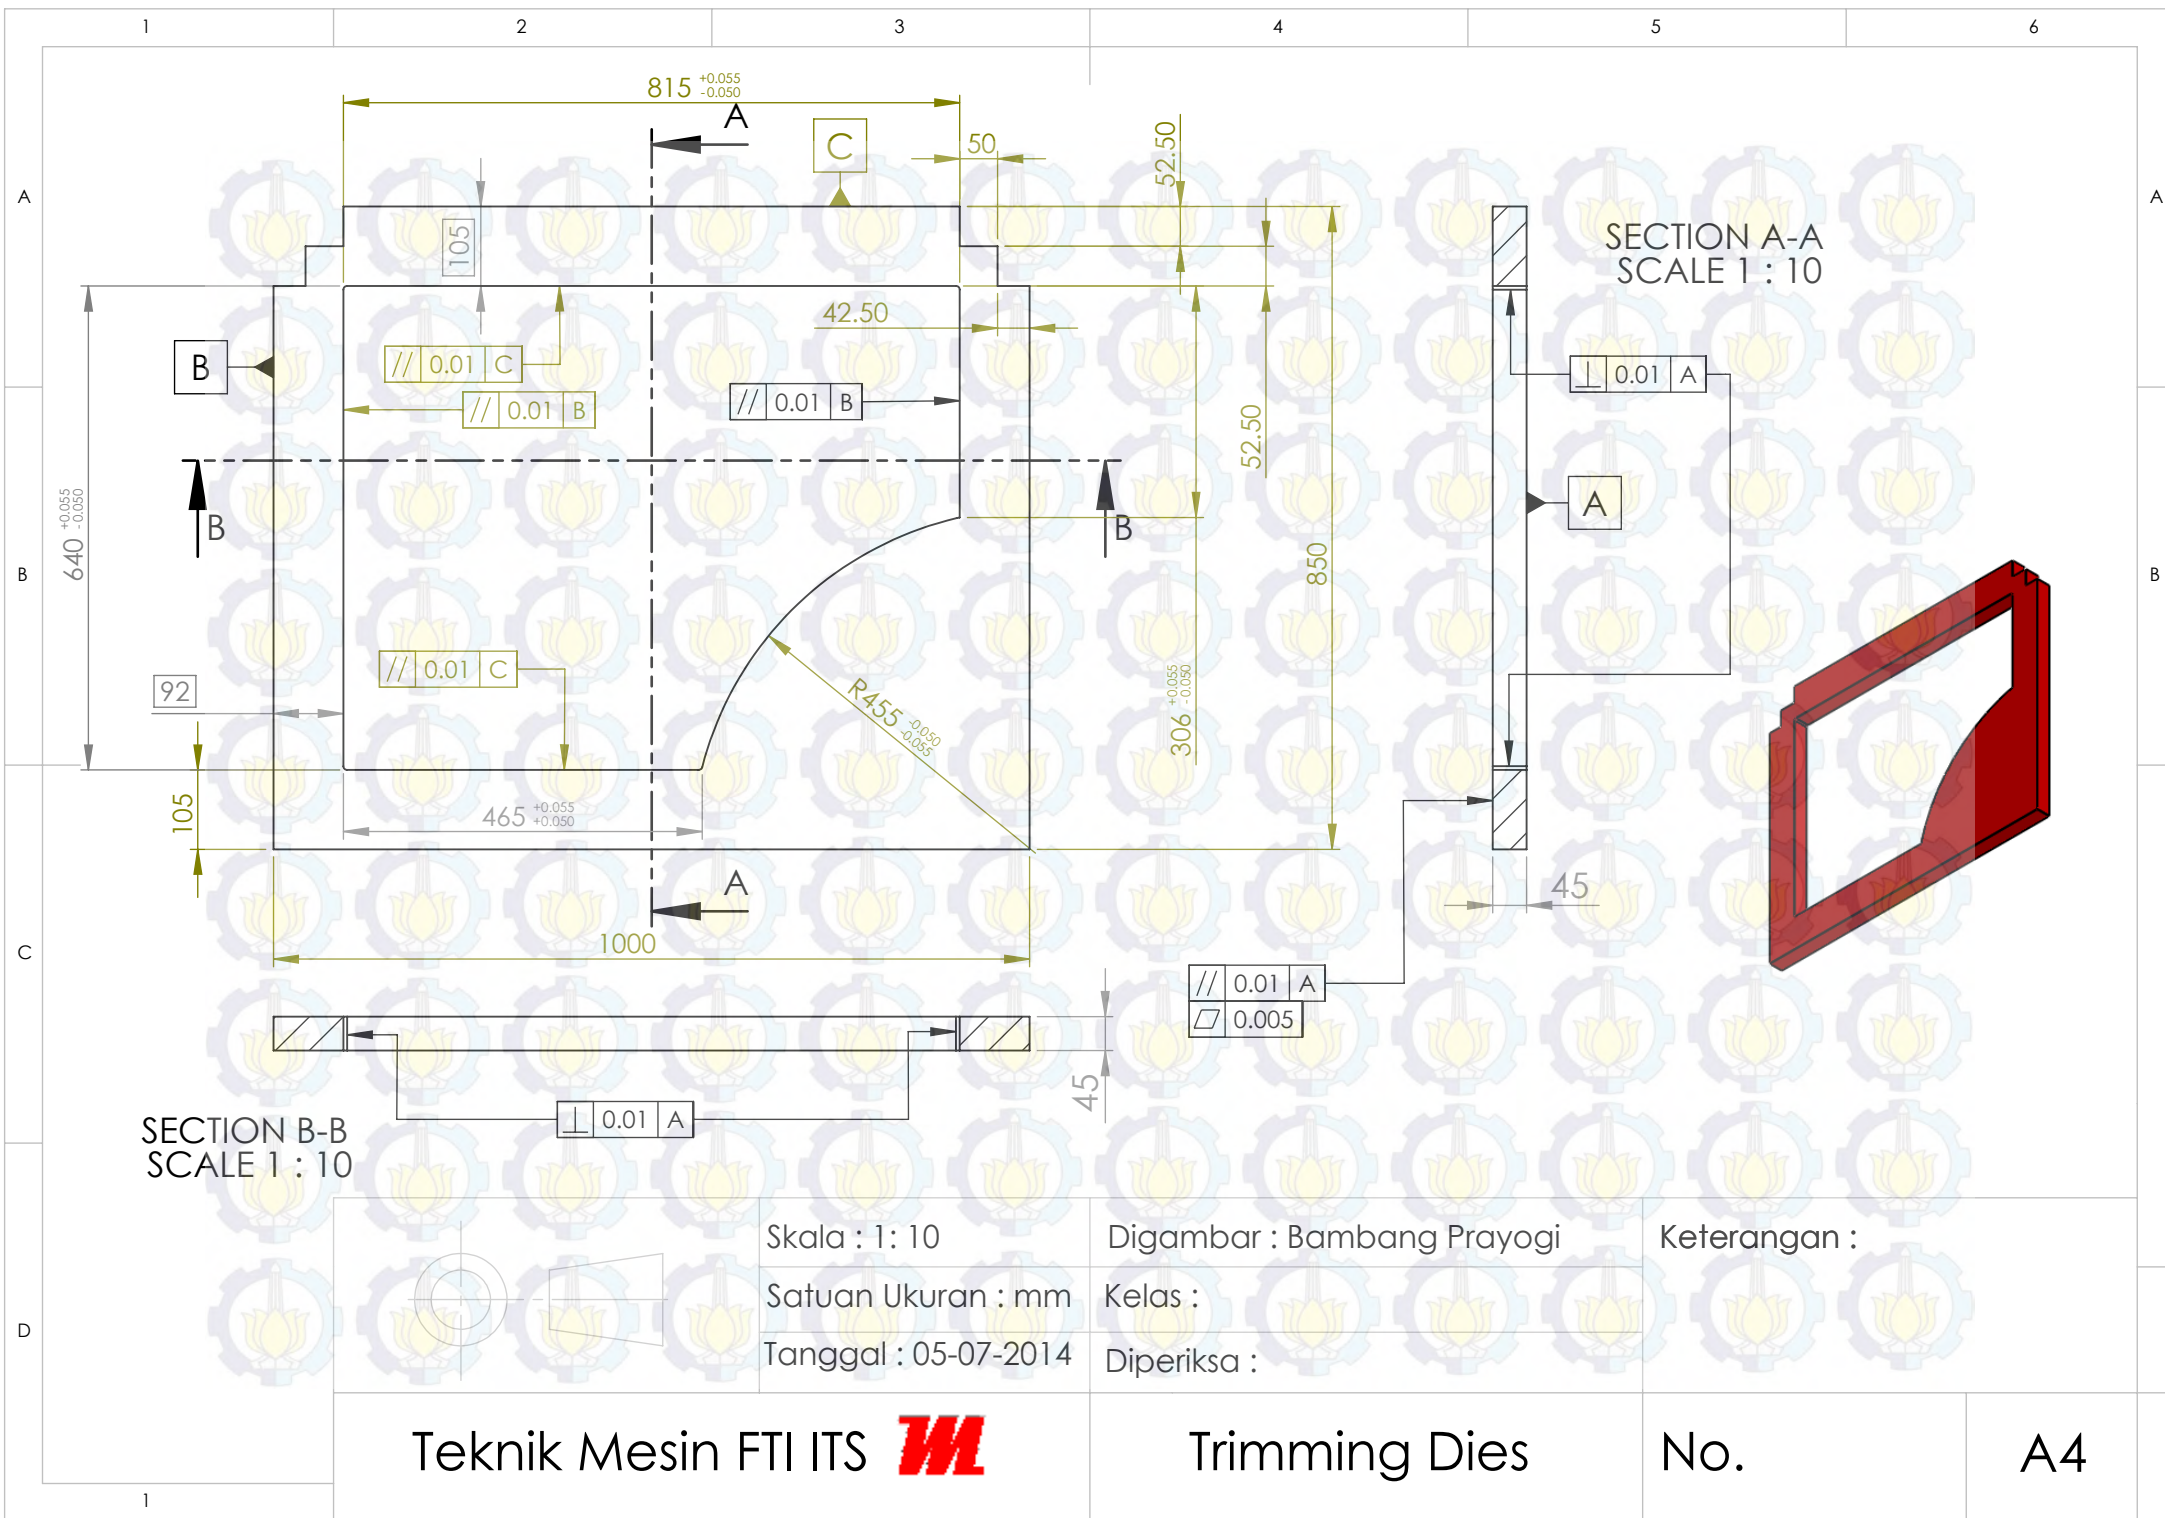 1 2 3 4 5 6
815 +0.055 -0.050
A
C
50
52.50
A
A
105
SECTION A-A
SCALE 1 : 10
42.50
B
// 0.01 C
⊥ 0.01 A
// 0.01 B
// 0.01 B
52.50
640 +0.055 -0.050
B
B
A
850
B
B
// 0.01 C
92
R455 -0.050 -0.055
306 +0.055 -0.050
105
465 +0.055 +0.050
A
45
1000
C
// 0.01 A
⏥ 0.005
45
⊥ 0.01 A
SECTION B-B
SCALE 1 : 10
Skala : 1: 10
Digambar : Bambang Prayogi
Keterangan :
Satuan Ukuran : mm
Kelas :
D
Tanggal : 05-07-2014
Diperiksa :
Teknik Mesin FTI ITS
M
Trimming Dies
No.
A4
1